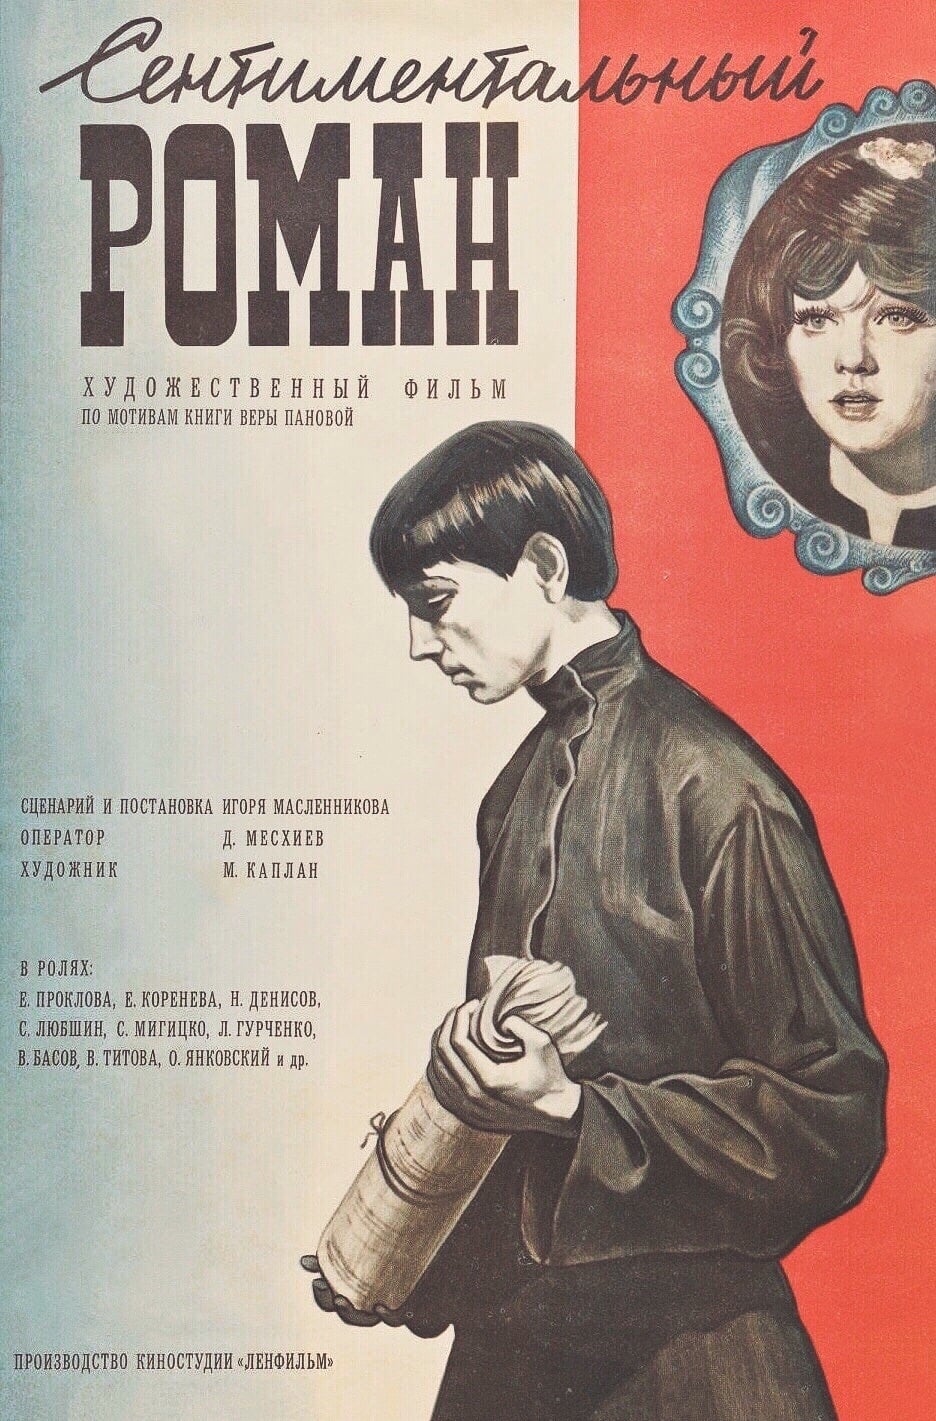 Сентиментальный
РОМАН
ХУДОЖЕСТВЕННЫЙ ФИЛЬМ
ПО МОТИВАМ КНИГИ ВЕРЫ ПАНОВОЙ
СЦЕНАРИЙ И ПОСТАНОВКА ИГОРЯ МАСЛЕННИКОВА
ОПЕРАТОР Д. МЕСХИЕВ
ХУДОЖНИК М. КАПЛАН
В РОЛЯХ:
Е. ПРОКЛОВА, Е. КОРЕНЕВА, Н. ДЕНИСОВ,
С. ЛЮБШИН, С. МИГИЦКО, Л. ГУРЧЕНКО,
В. БАСОВ, В. ТИТОВА, О. ЯНКОВСКИЙ и др.
ПРОИЗВОДСТВО КИНОСТУДИИ «ЛЕНФИЛЬМ»